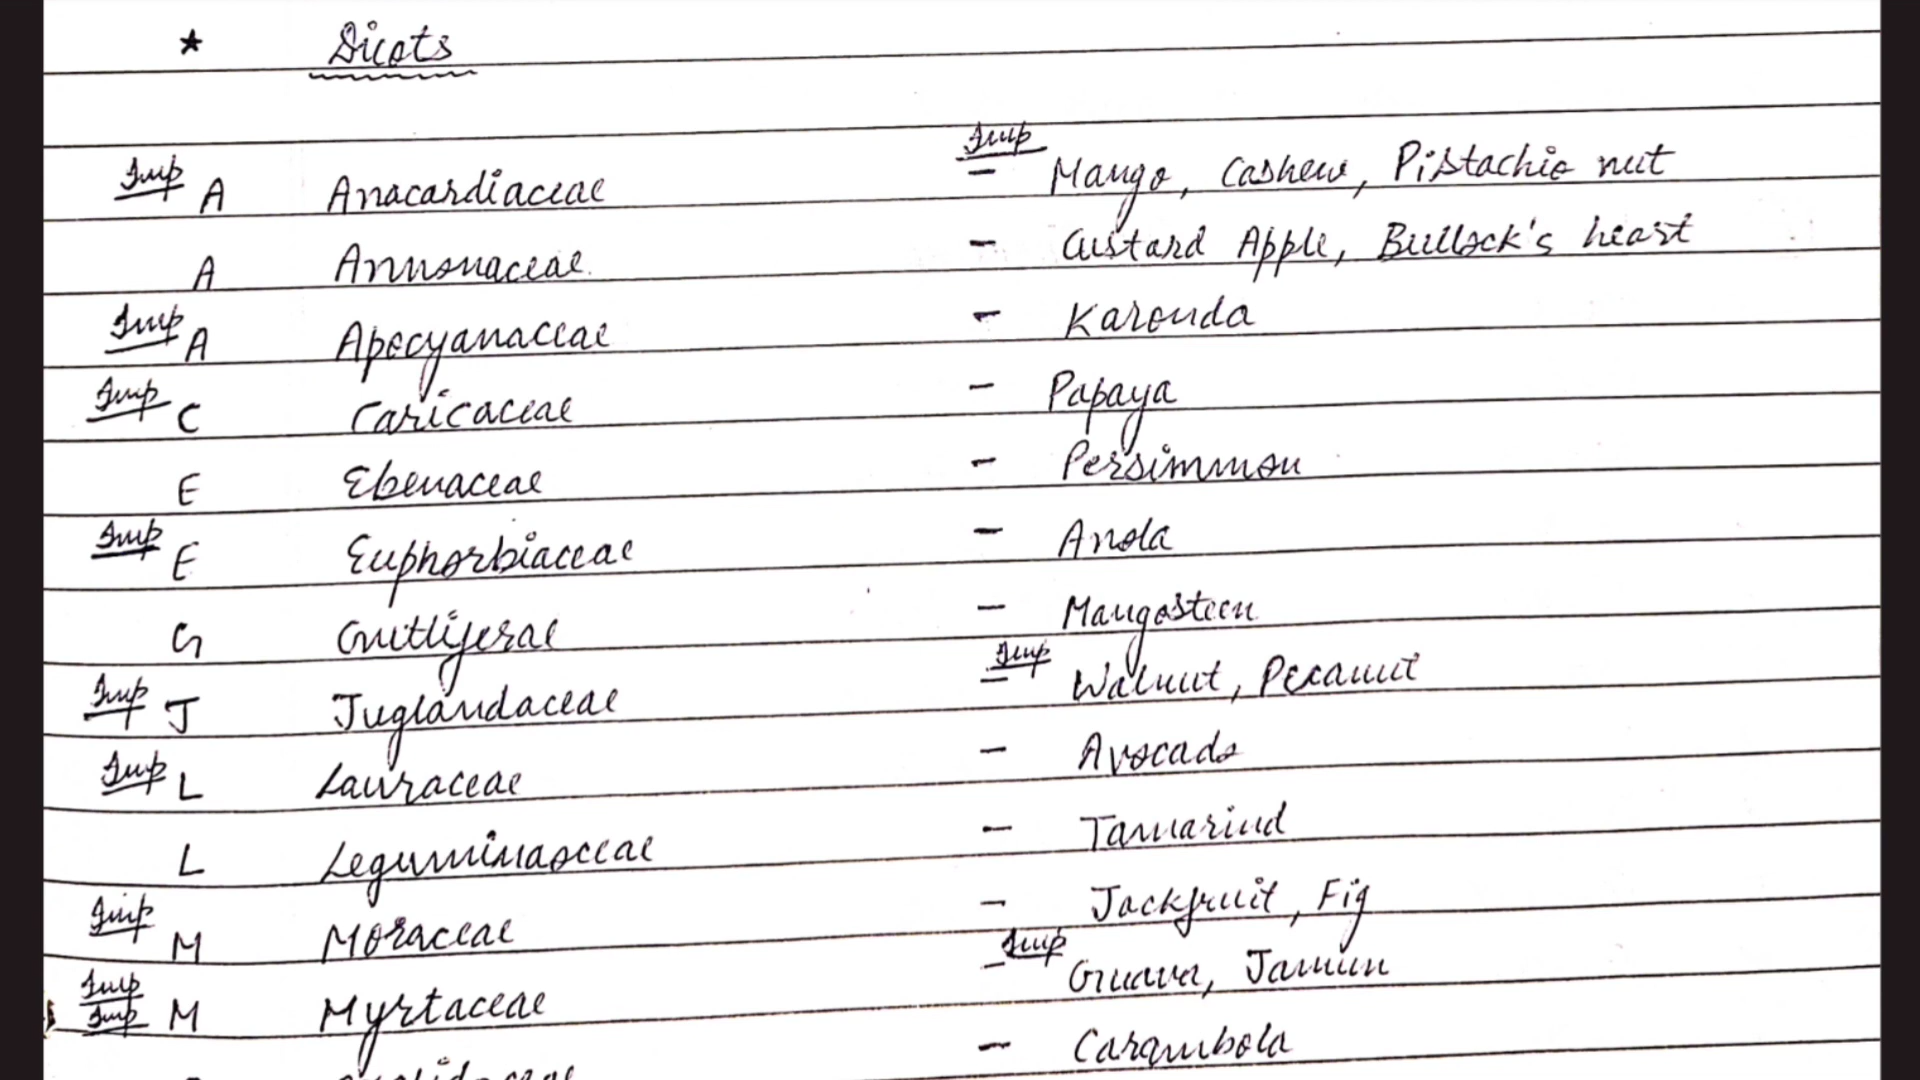 ★ Dicots
Imp A Anacardiaceae Imp - Mango, Cashew, Pistachio nut
A Annonaceae - Custard Apple, Bullock's heart
Imp A Apocyanaceae - Karonda
Imp C Caricaceae - Papaya
E Ebenaceae - Persimmon
Imp E Euphorbiaceae - Anola
G Guttiferae - Mangosteen
Imp J Juglandaceae Imp - Walnut, Pecanut
Imp L Lauraceae - Avocado
L Leguminaoceae - Tamarind
Imp M Moraceae - Jackfruit, Fig
Imp Imp M Myrtaceae Imp - Guava, Jamun
- Carambola